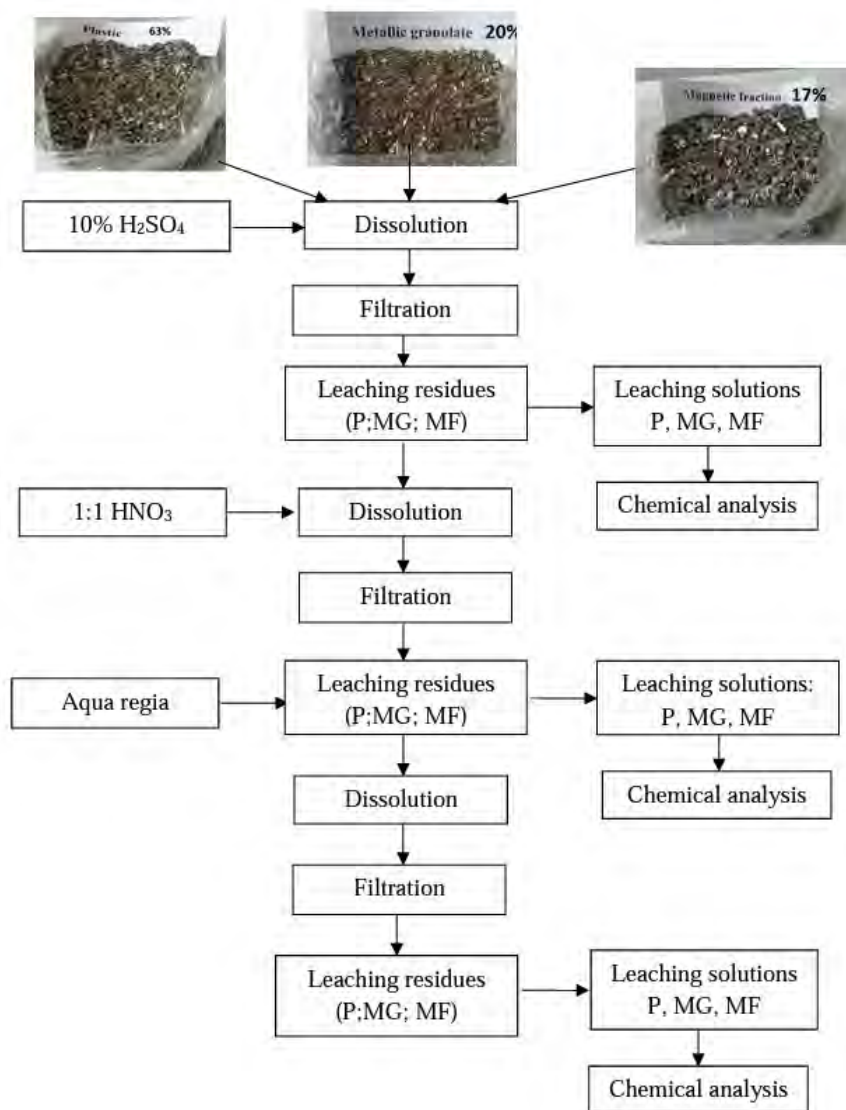 Plastic 63%
Metallic granulate 20%
Magnetic fraction 17%
10% H₂SO₄
Dissolution
Filtration
Leaching residues
(P;MG; MF)
Leaching solutions
P, MG, MF
Chemical analysis
1:1 HNO₃
Dissolution
Filtration
Aqua regia
Leaching residues
(P;MG; MF)
Leaching solutions:
P, MG, MF
Chemical analysis
Dissolution
Filtration
Leaching residues
(P;MG; MF)
Leaching solutions
P, MG, MF
Chemical analysis